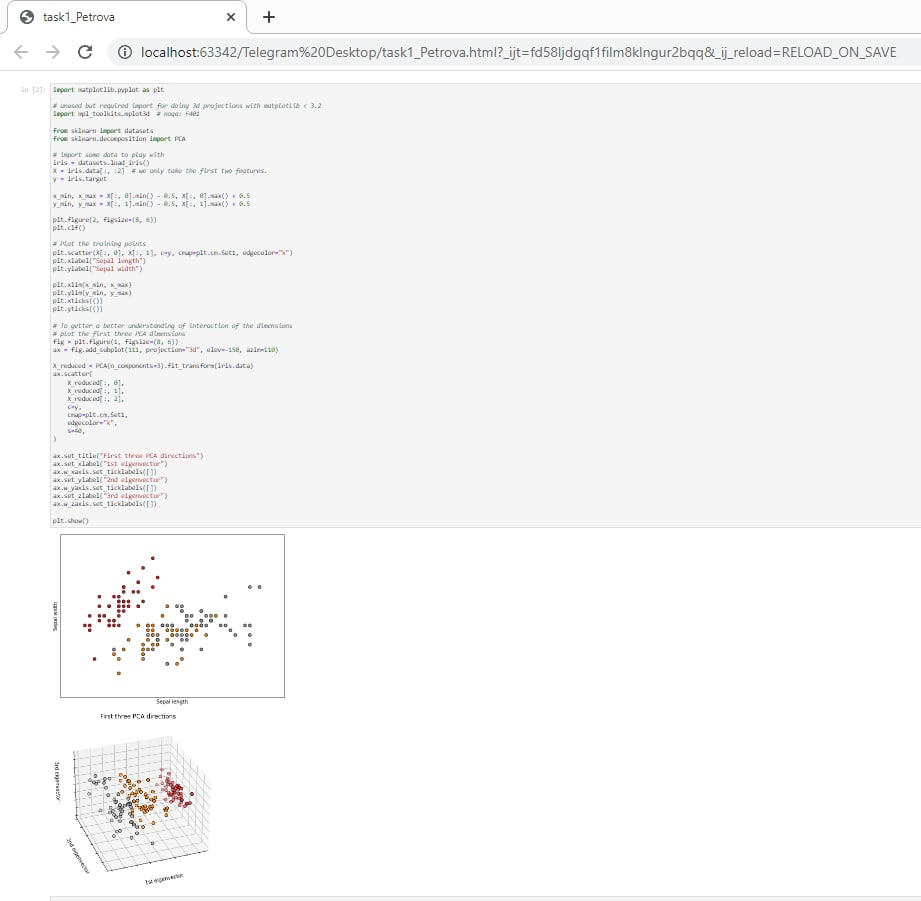 task1_Petrova
localhost:63342/Telegram%20Desktop/task1_Petrova.html?_ijt=fd58ljdgqf1film8klngur2bqq&_ij_reload=RELOAD_ON_SAVE
In [2]:
import matplotlib.pyplot as plt
# unused but required import for doing 3d projections with matplotlib < 3.2
import mpl_toolkits.mplot3d  # noqa: F401
from sklearn import datasets
from sklearn.decomposition import PCA
# import some data to play with
iris = datasets.load_iris()
X = iris.data[:, :2]  # we only take the first two features.
y = iris.target
x_min, x_max = X[:, 0].min() - 0.5, X[:, 0].max() + 0.5
y_min, y_max = X[:, 1].min() - 0.5, X[:, 1].max() + 0.5
plt.figure(2, figsize=(8, 6))
plt.clf()
# Plot the training points
plt.scatter(X[:, 0], X[:, 1], c=y, cmap=plt.cm.Set1, edgecolor="k")
plt.xlabel("Sepal length")
plt.ylabel("Sepal width")
plt.xlim(x_min, x_max)
plt.ylim(y_min, y_max)
plt.xticks(())
plt.yticks(())
# To getter a better understanding of interaction of the dimensions
# plot the first three PCA dimensions
fig = plt.figure(1, figsize=(8, 6))
ax = fig.add_subplot(111, projection="3d", elev=-150, azim=110)
X_reduced = PCA(n_components=3).fit_transform(iris.data)
ax.scatter(
X_reduced[:, 0],
X_reduced[:, 1],
X_reduced[:, 2],
c=y,
cmap=plt.cm.Set1,
edgecolor="k",
s=40,
)
ax.set_title("First three PCA directions")
ax.set_xlabel("1st eigenvector")
ax.w_xaxis.set_ticklabels([])
ax.set_ylabel("2nd eigenvector")
ax.w_yaxis.set_ticklabels([])
ax.set_zlabel("3rd eigenvector")
ax.w_zaxis.set_ticklabels([])
plt.show()
Sepal width
Sepal length
First three PCA directions
3rd eigenvector
2nd eigenvector
1st eigenvector